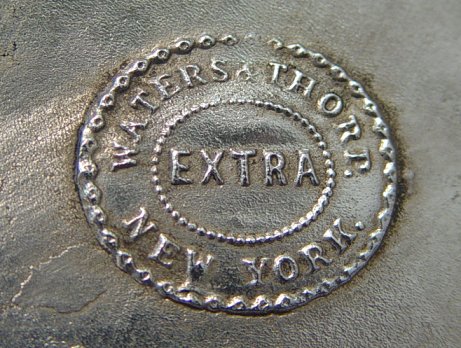 WATERS & THORP.
EXTRA
NEW YORK.